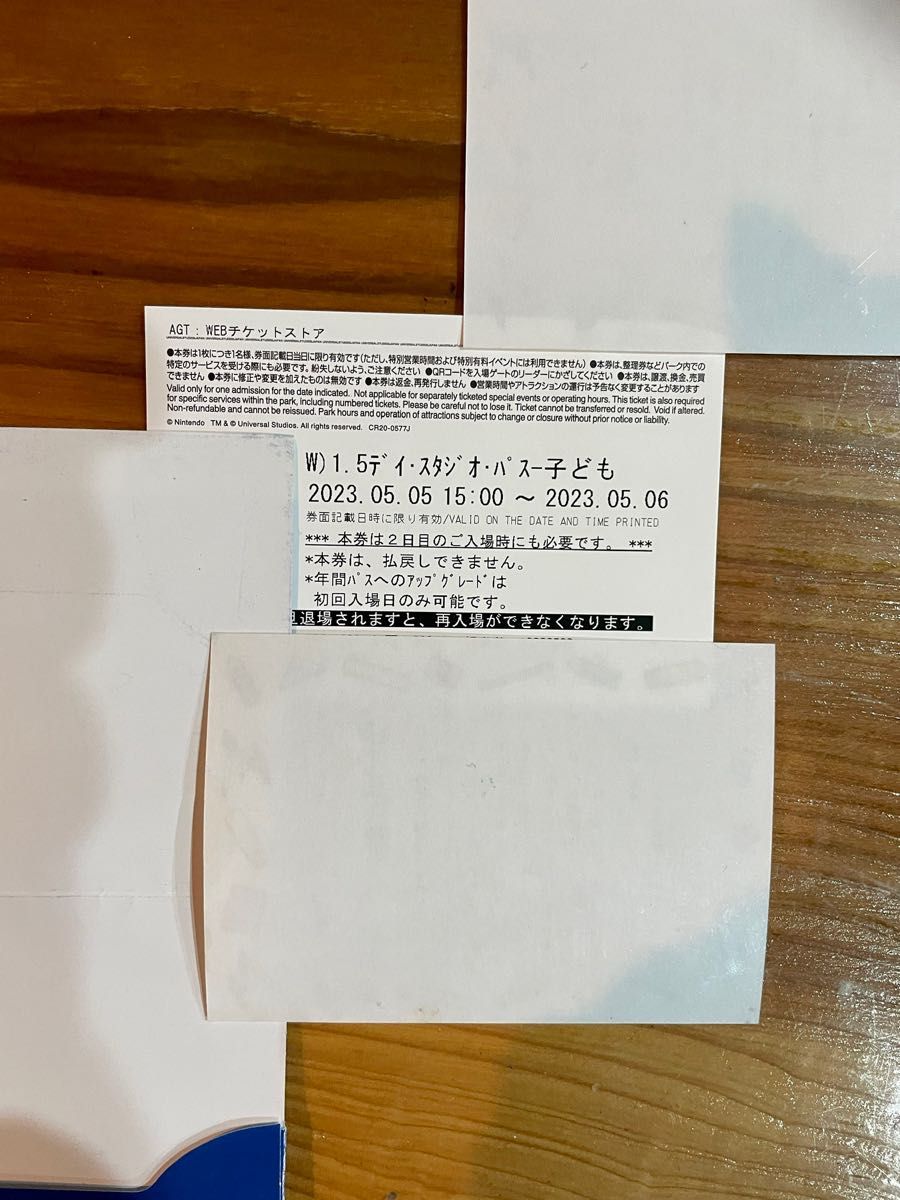 AGT : WEBチケットストア
●本券は1枚につき1名様、券面記載日当日に限り有効です(ただし、特別営業時間および特別有料イベントには利用できません) ●本券は、整理券などパーク内での
特定のサービスを受ける際にも必要です。紛失しないよう、ご注意ください ●QRコードを入場ゲートのリーダーにかざしてください ●本券は、譲渡、換金、売買
できません ●本券に修正や変更を加えたものは無効です ●本券は返金、再発行しません ●営業時間やアトラクションの運行は予告なく変更することがあります
Valid only for one admission for the date indicated. Not applicable for separately ticketed special events or operating hours. This ticket is also required
for specific services within the park, including numbered tickets. Please be careful not to lose it. Ticket cannot be transferred or resold. Void if altered.
Non-refundable and cannot be reissued. Park hours and operation of attractions subject to change or closure without prior notice or liability.
© Nintendo TM & © Universal Studios. All rights reserved. CR20-0577J
W)1.5ﾃﾞｲ･ｽﾀｼﾞｵ･ﾊﾟｽー子ども
2023.05.05 15:00 ～ 2023.05.06
券面記載日時に限り有効/VALID ON THE DATE AND TIME PRINTED
*** 本券は２日目のご入場時にも必要です。 ***
*本券は、払戻しできません。
*年間ﾊﾟｽへのｱｯﾌﾟｸﾞﾚｰﾄﾞは
初回入場日のみ可能です。
退場されますと、再入場ができなくなります。